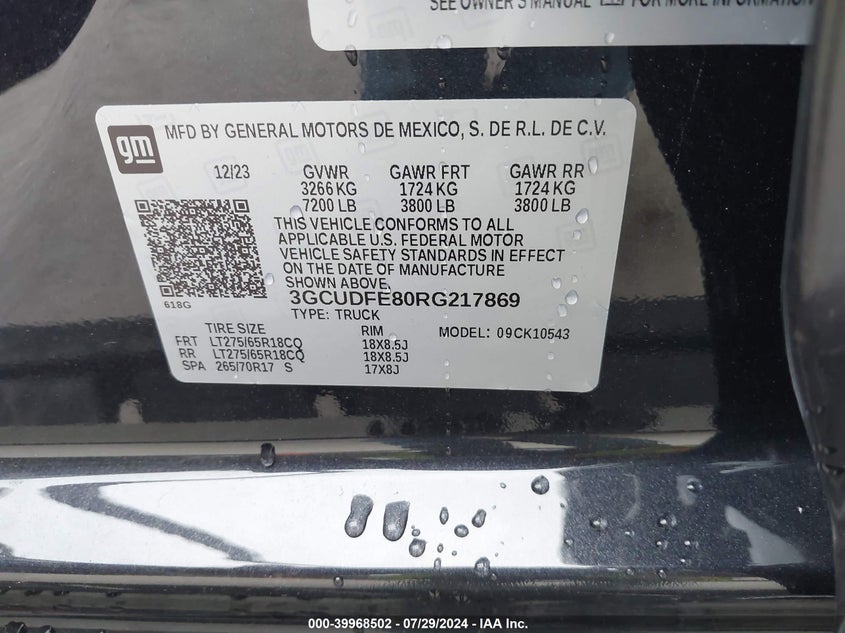 SEE OWNER'S MANUAL FOR MORE INFORMATION
gm
MFD BY GENERAL MOTORS DE MEXICO, S. DE R.L. DE C.V.
12/23 GVWR GAWR FRT GAWR RR
3266 KG 1724 KG 1724 KG
7200 LB 3800 LB 3800 LB
THIS VEHICLE CONFORMS TO ALL
APPLICABLE U.S. FEDERAL MOTOR
VEHICLE SAFETY STANDARDS IN EFFECT
ON THE DATE OF MANUFACTURE
SHOWN ABOVE.
618G
3GCUDFE80RG217869
TYPE: TRUCK
TIRE SIZE RIM MODEL: 09CK10543
FRT LT275/65R18CQ 18X8.5J
RR LT275/65R18CQ 18X8.5J
SPA 265/70R17 S 17X8J
000-39968502 / 07/29/2024 - IAA Inc.